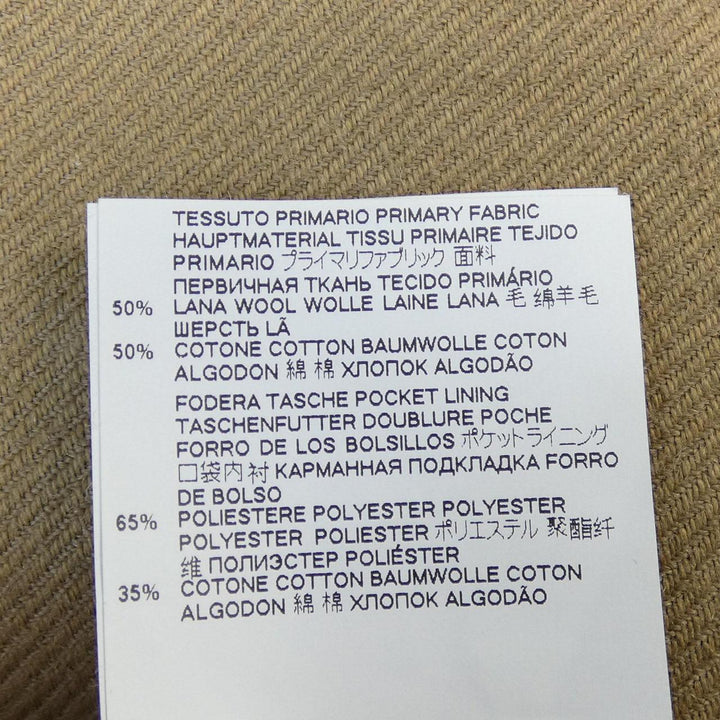 TESSUTO PRIMARIO PRIMARY FABRIC
HAUPTMATERIAL TISSU PRIMAIRE TEJIDO
PRIMARIO プライマリファブリック 面料
ПЕРВИЧНАЯ ТКАНЬ TECIDO PRIMÁRIO
50% LANA WOOL WOLLE LAINE LANA 毛 绵羊毛
ШЕРСТЬ LÃ
50% COTONE COTTON BAUMWOLLE COTON
ALGODON 綿 棉 ХЛОПОК ALGODÃO
FODERA TASCHE POCKET LINING
TASCHENFUTTER DOUBLURE POCHE
FORRO DE LOS BOLSILLOS ポケットライニング
口袋内衬 КАРМАННАЯ ПОДКЛАДКА FORRO
DE BOLSO
65% POLIESTERE POLYESTER POLYESTER
POLYESTER POLIESTER ポリエステル 聚酯纤
维 ПОЛИЭСТЕР POLIÉSTER
35% COTONE COTTON BAUMWOLLE COTON
ALGODON 綿 棉 ХЛОПОК ALGODÃO